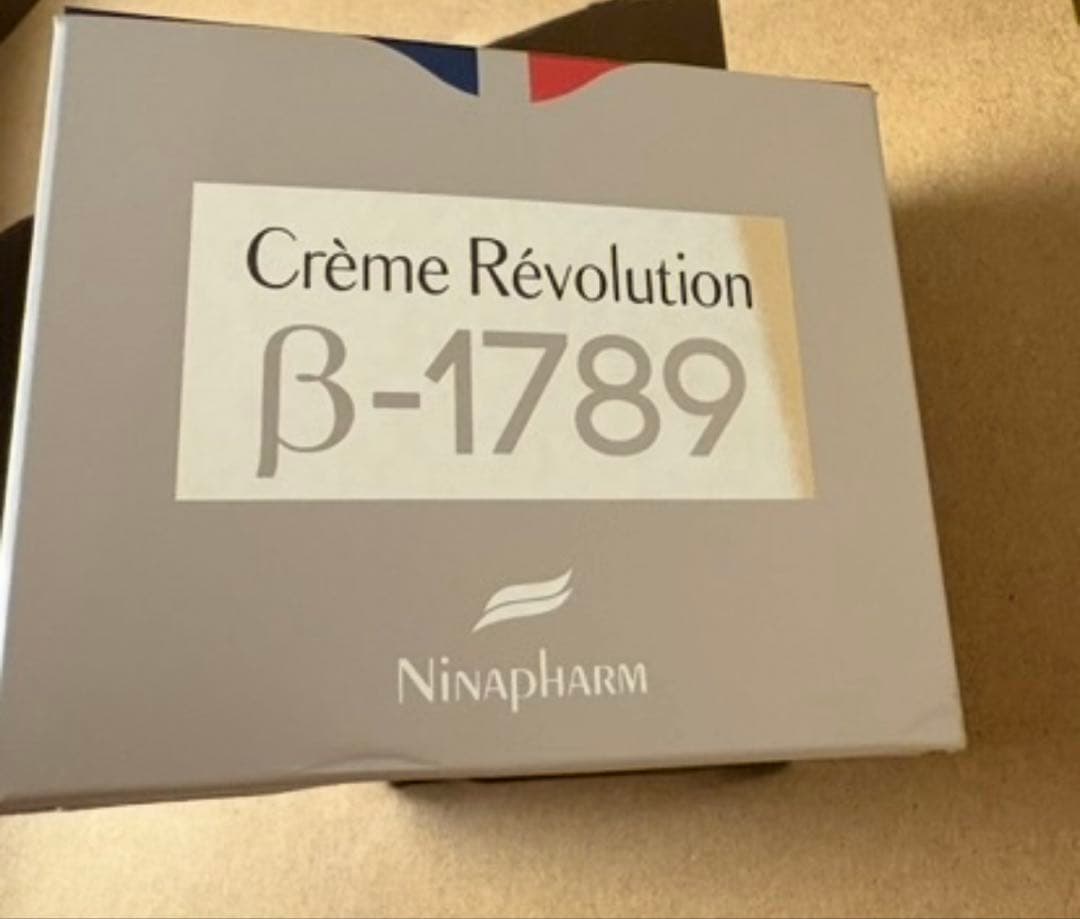 Crème Révolution
β-1789
NINAPHARM